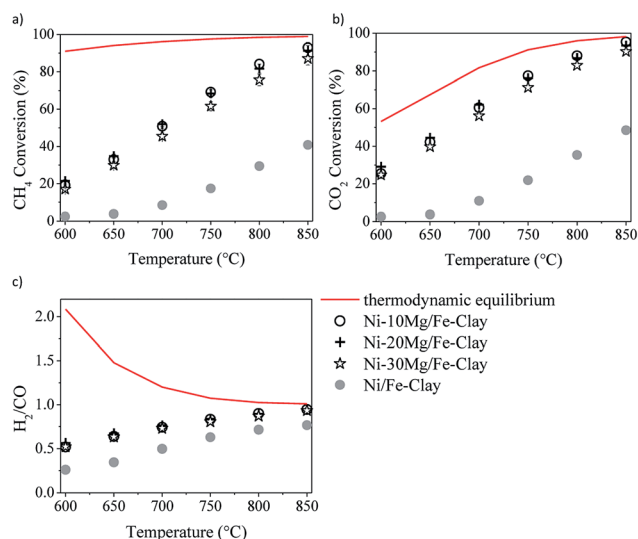 a)
100
80
60
40
20
0
CH4 Conversion (%)
600 650 700 750 800 850
Temperature (°C)
b)
100
80
60
40
20
0
CO2 Conversion (%)
600 650 700 750 800 850
Temperature (°C)
c)
2.0
1.5
1.0
0.5
0.0
H2/CO
600 650 700 750 800 850
Temperature (°C)
thermodynamic equilibrium
Ni-10Mg/Fe-Clay
Ni-20Mg/Fe-Clay
Ni-30Mg/Fe-Clay
Ni/Fe-Clay